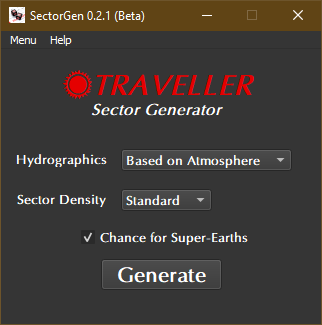 SectorGen 0.2.1 (Beta)
Menu Help
TRAVELLER
Sector Generator
Hydrographics Based on Atmosphere
Sector Density Standard
Chance for Super-Earths
Generate